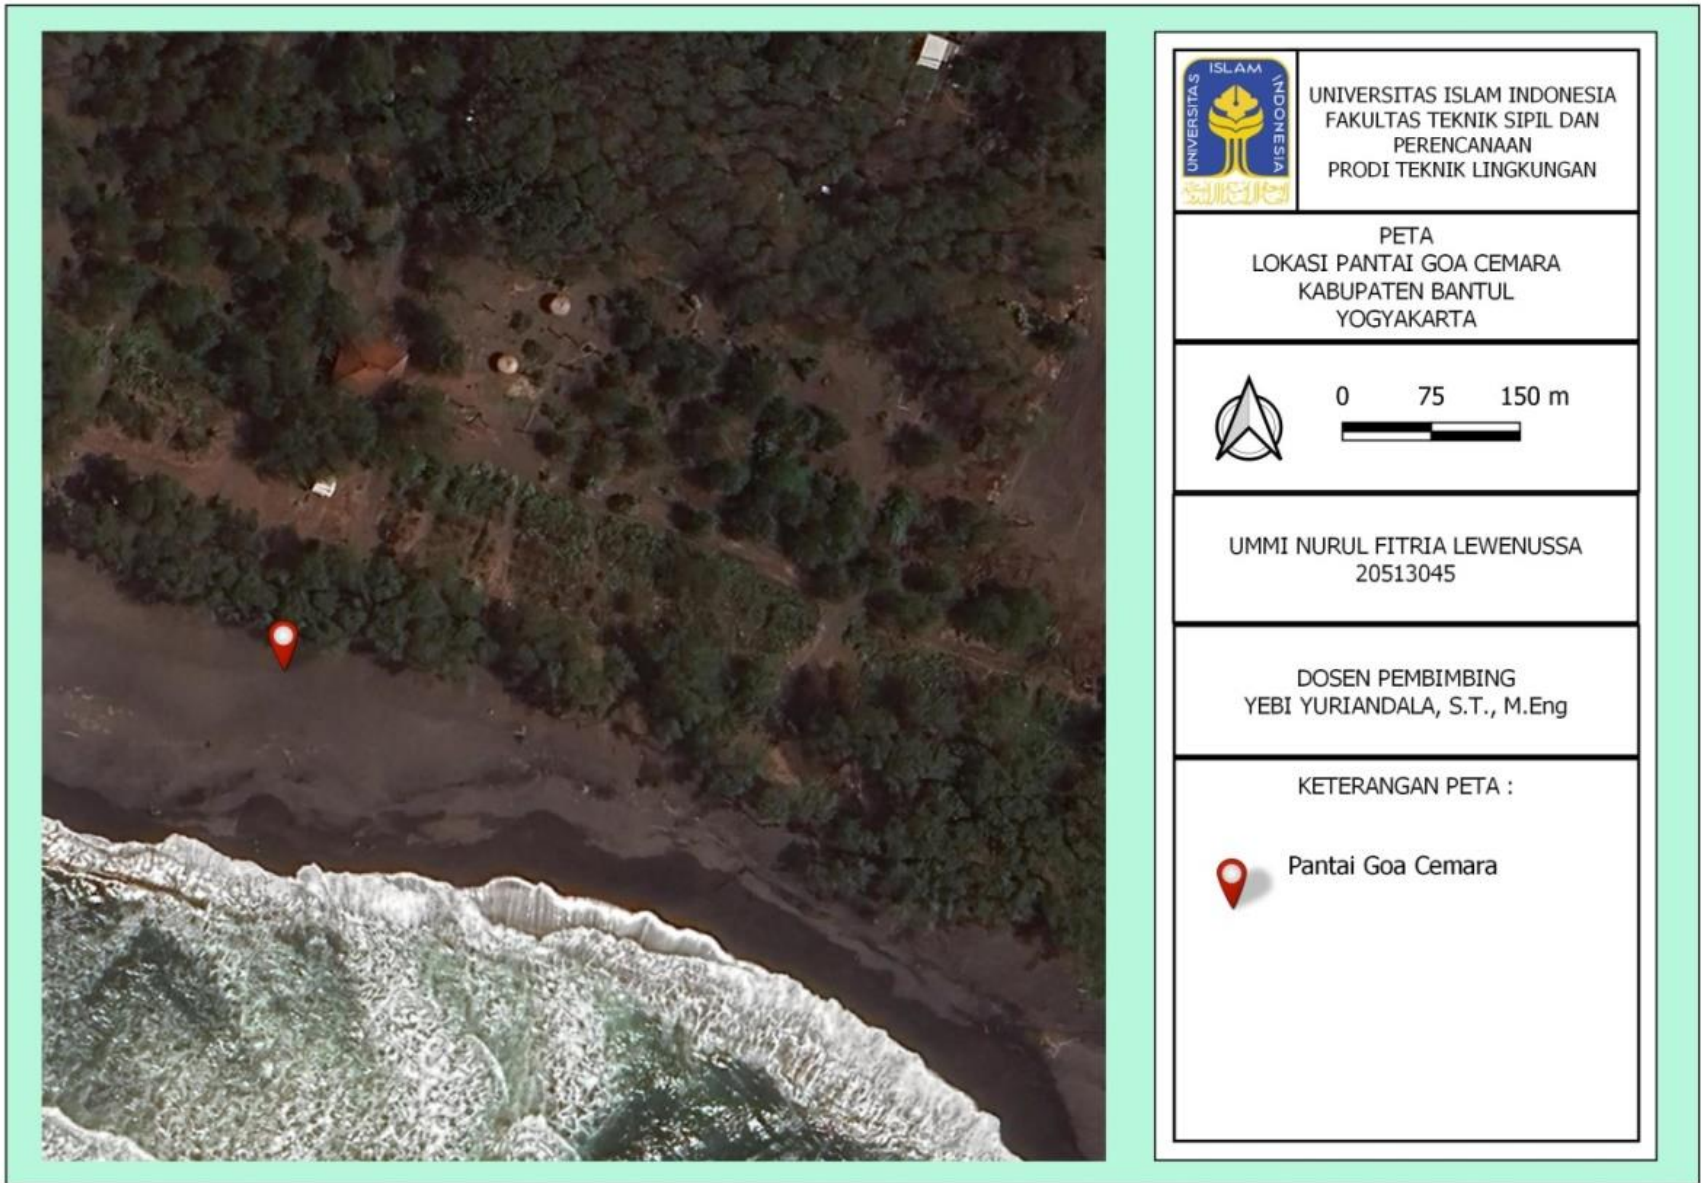 UNIVERSITAS ISLAM INDONESIA
UNIVERSITAS ISLAM INDONESIA
FAKULTAS TEKNIK SIPIL DAN
PERENCANAAN
PRODI TEKNIK LINGKUNGAN
PETA
LOKASI PANTAI GOA CEMARA
KABUPATEN BANTUL
YOGYAKARTA
0 75 150 m
UMMI NURUL FITRIA LEWENUSSA
20513045
DOSEN PEMBIMBING
YEBI YURIANDALA, S.T., M.Eng
KETERANGAN PETA :
Pantai Goa Cemara